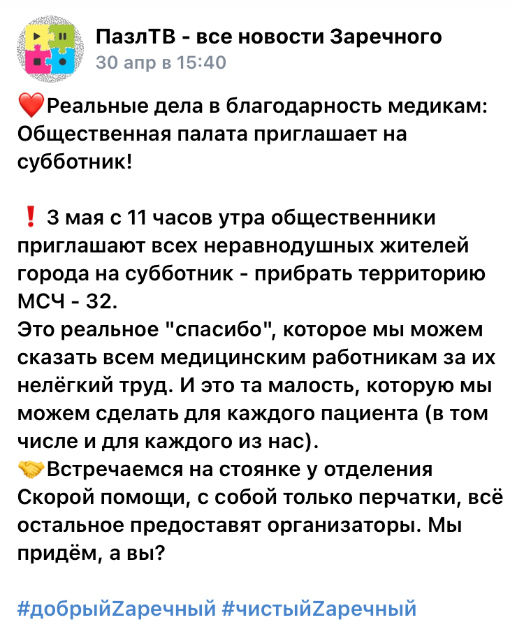 ПазлТВ - все новости Заречного
30 апр в 15:40
❤️Реальные дела в благодарность медикам:
Общественная палата приглашает на
субботник!
❗ 3 мая с 11 часов утра общественники
приглашают всех неравнодушных жителей
города на субботник - прибрать территорию
МСЧ - 32.
Это реальное "спасибо", которое мы можем
сказать всем медицинским работникам за их
нелёгкий труд. И это та малость, которую мы
можем сделать для каждого пациента (в том
числе и для каждого из нас).
🤝Встречаемся на стоянке у отделения
Скорой помощи, с собой только перчатки, всё
остальное предоставят организаторы. Мы
придём, а вы?
#добрыйZаречный #чистыйZаречный